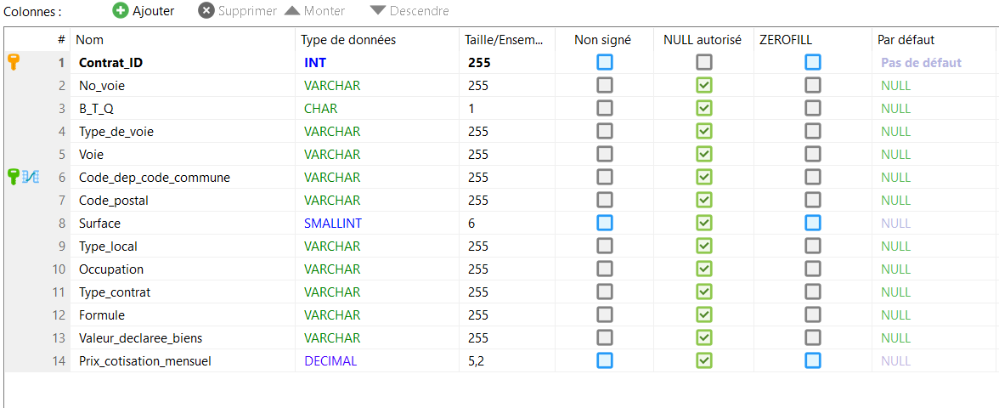 Colonnes : Ajouter Supprimer Monter Descendre
# Nom Type de données Taille/Ensem... Non signé NULL autorisé ZEROFILL Par défaut
1 Contrat_ID INT 255 Pas de défaut
2 No_voie VARCHAR 255 NULL
3 B_T_Q CHAR 1 NULL
4 Type_de_voie VARCHAR 255 NULL
5 Voie VARCHAR 255 NULL
6 Code_dep_code_commune VARCHAR 255 NULL
7 Code_postal VARCHAR 255 NULL
8 Surface SMALLINT 6 NULL
9 Type_local VARCHAR 255 NULL
10 Occupation VARCHAR 255 NULL
11 Type_contrat VARCHAR 255 NULL
12 Formule VARCHAR 255 NULL
13 Valeur_declaree_biens VARCHAR 255 NULL
14 Prix_cotisation_mensuel DECIMAL 5,2 NULL